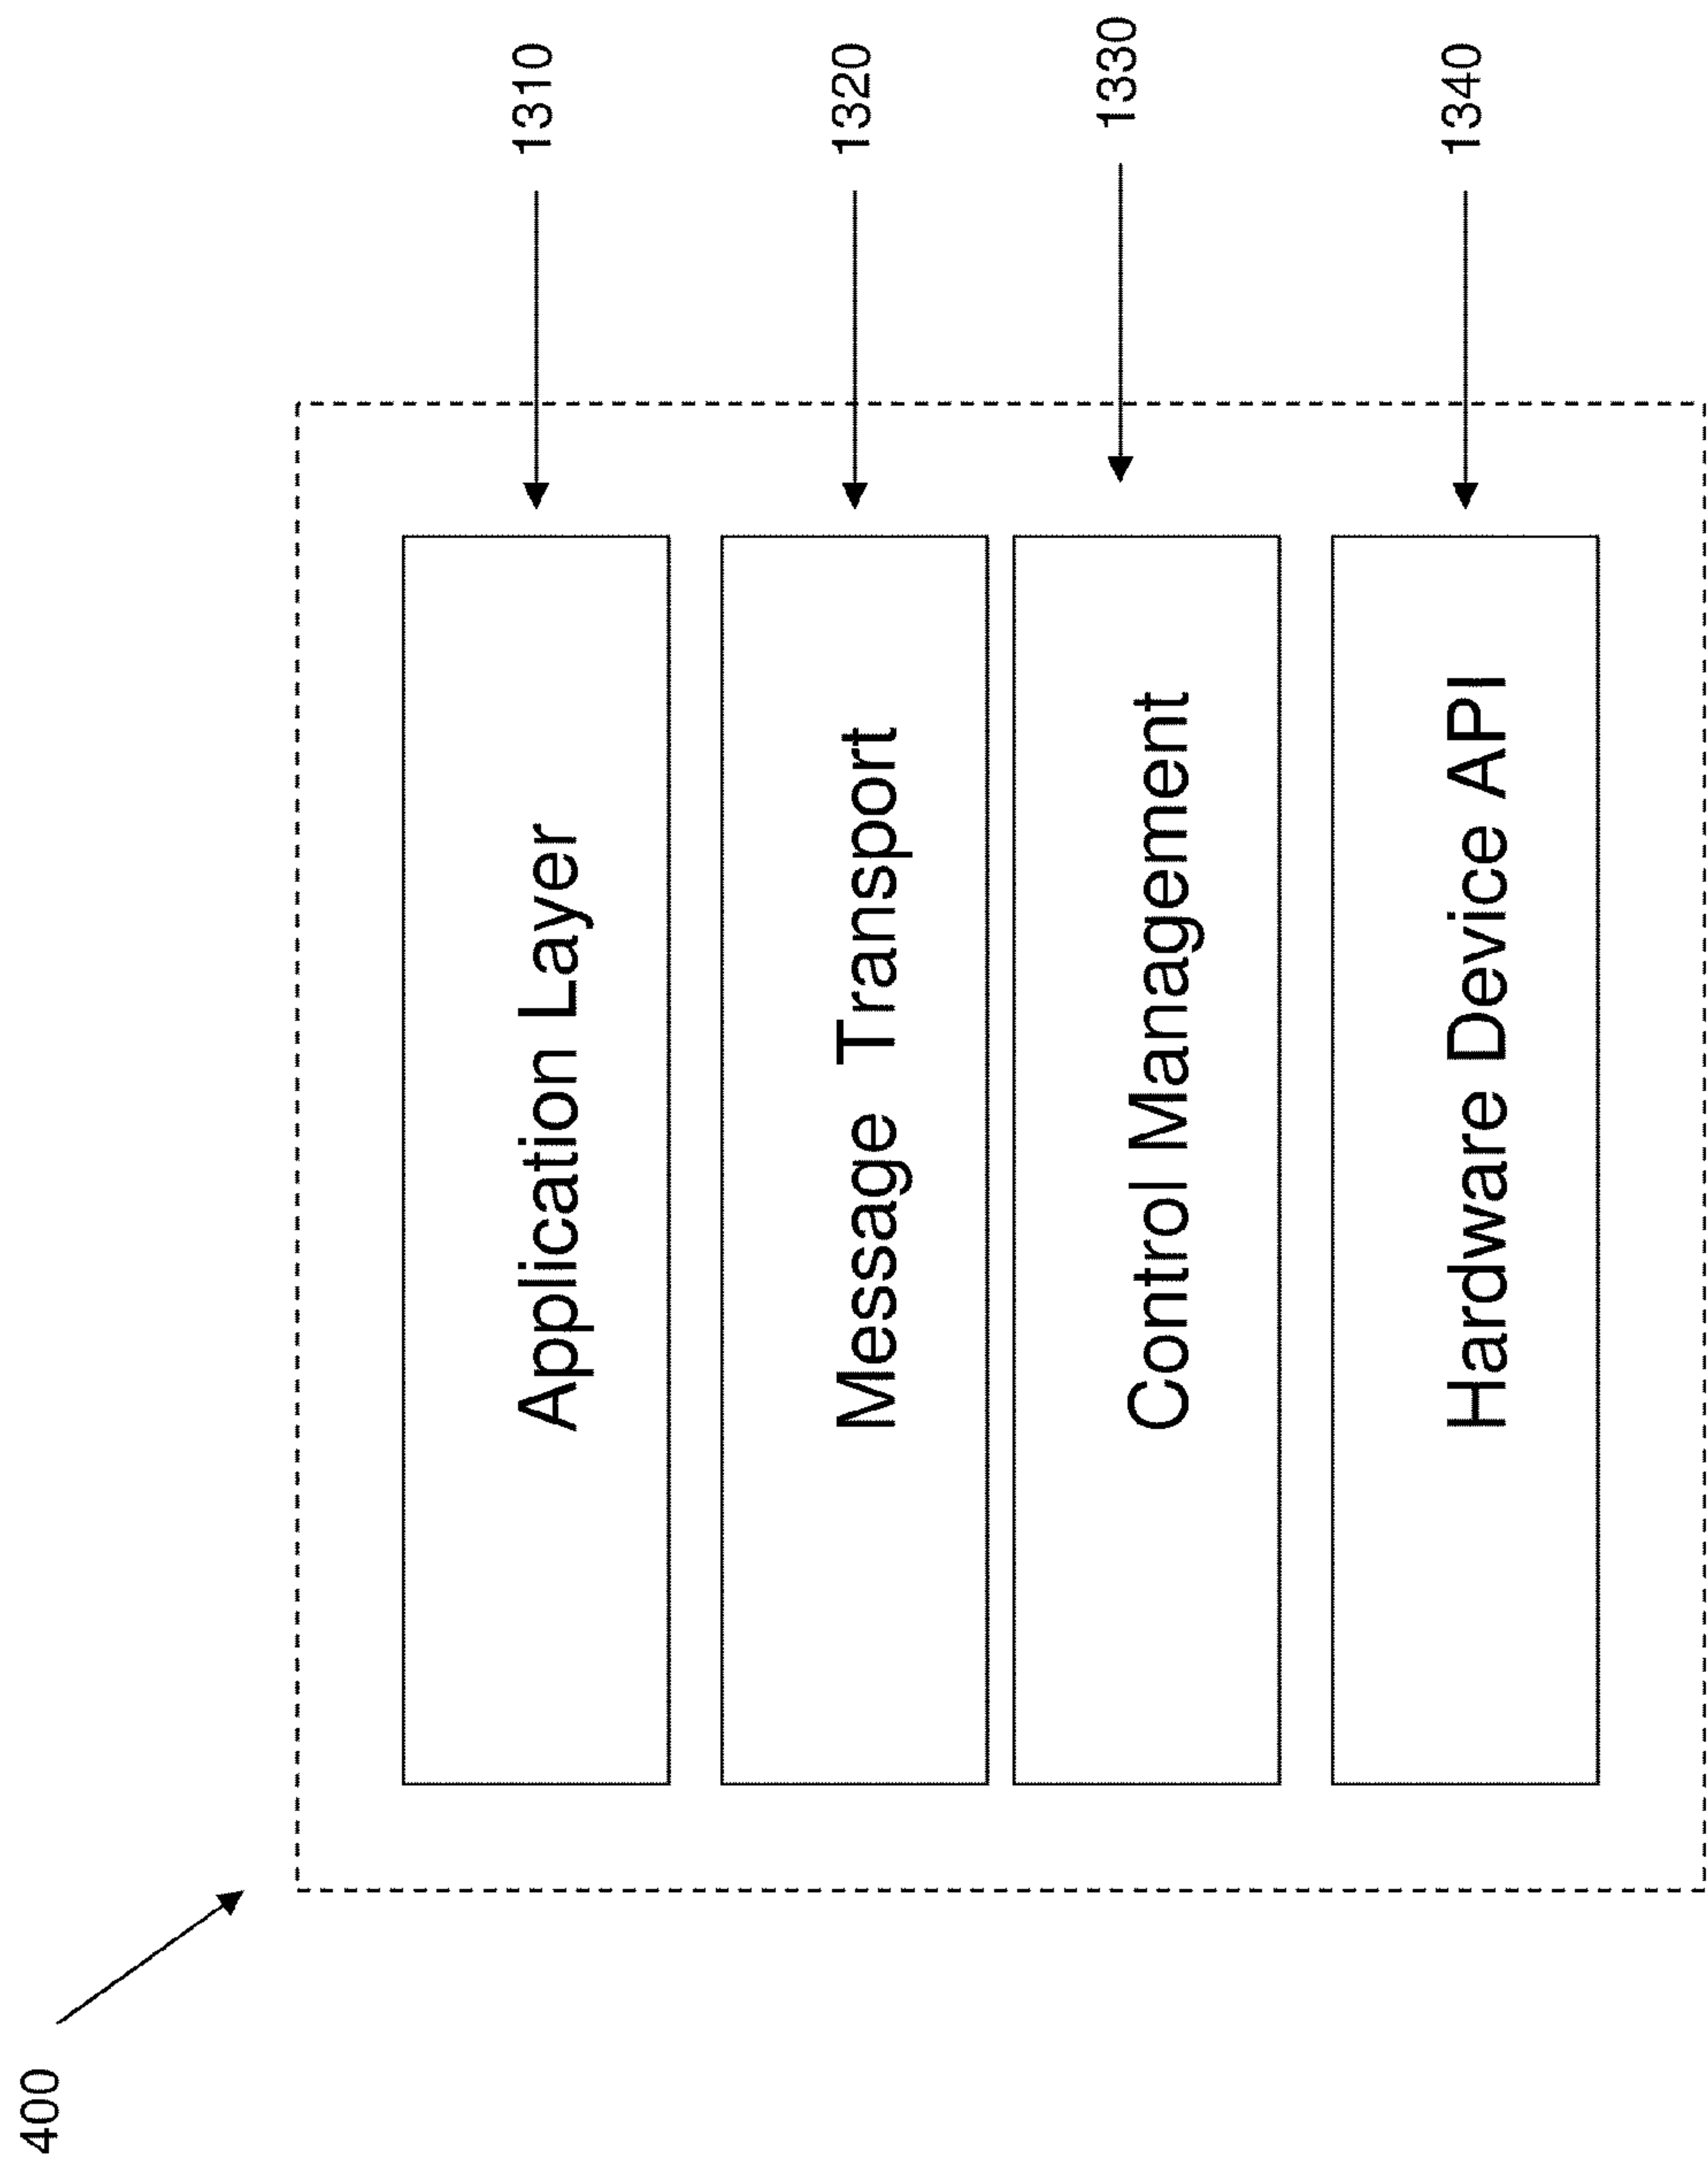 400
Application Layer
1310
Message Transport
1320
Control Management
1330
Hardware Device API
1340